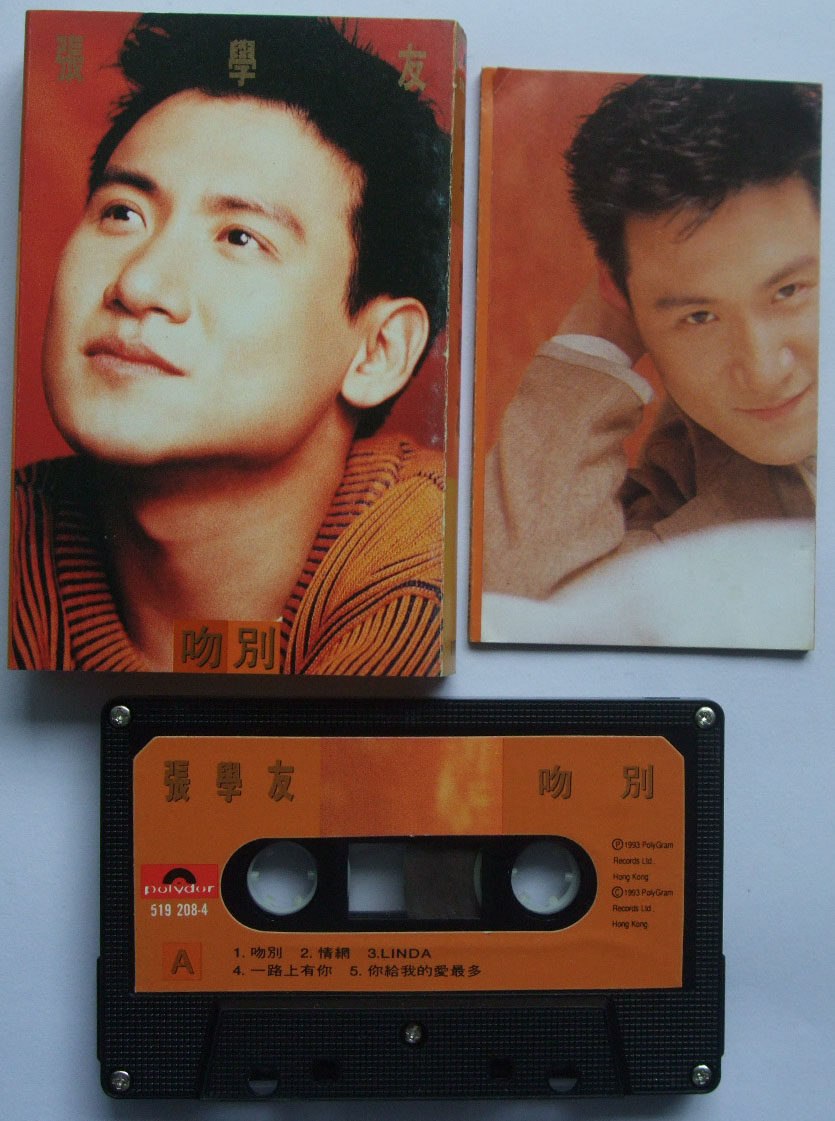 張 學 友
吻別
張學友
吻別
polydor
519 208-4
Ⓟ1993 PolyGram
Records Ltd.
Hong Kong
©1993 PolyGram
Records Ltd
Hong Kong
A
1. 吻別 2. 情網 3.LINDA
4. 一路上有你 5. 你給我的愛最多